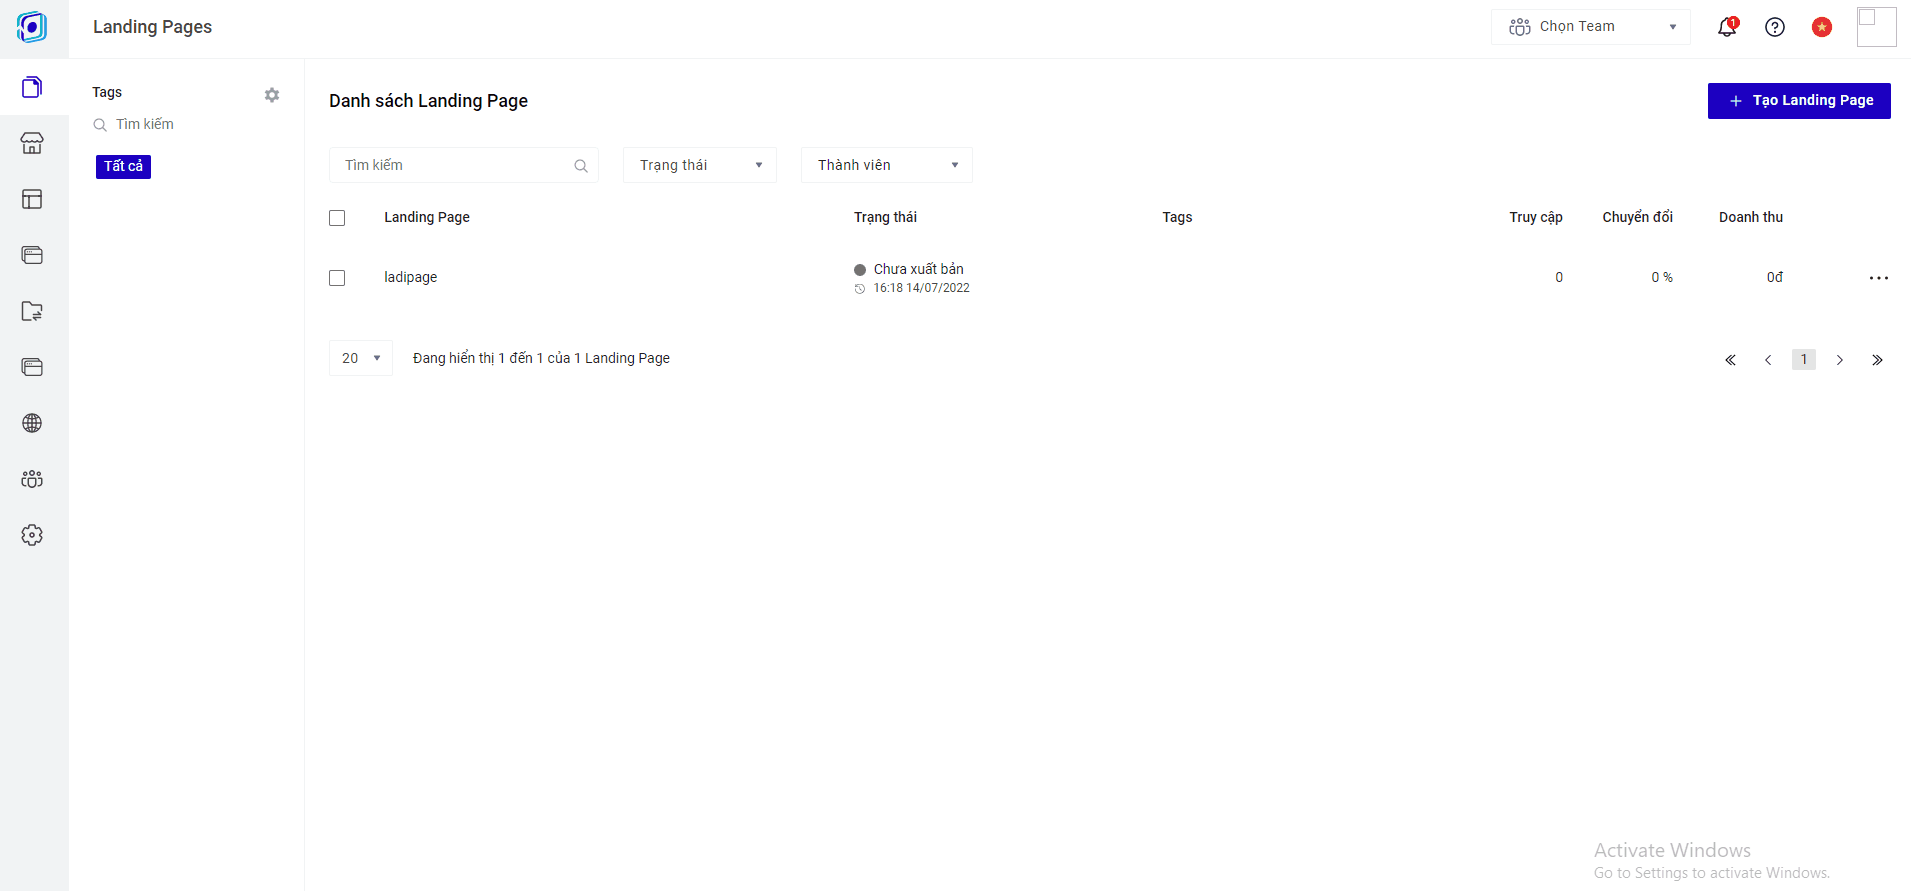 Landing Pages
Chọn Team
1
Tags
Tìm kiếm
Tất cả
Danh sách Landing Page
Tạo Landing Page
Tìm kiếm
Trạng thái
Thành viên
Landing Page Trạng thái Tags Truy cập Chuyển đổi Doanh thu
ladipage Chưa xuất bản 0 0 % 0đ
16:18 14/07/2022
20 Đang hiển thị 1 đến 1 của 1 Landing Page 1
Activate Windows
Go to Settings to activate Windows.